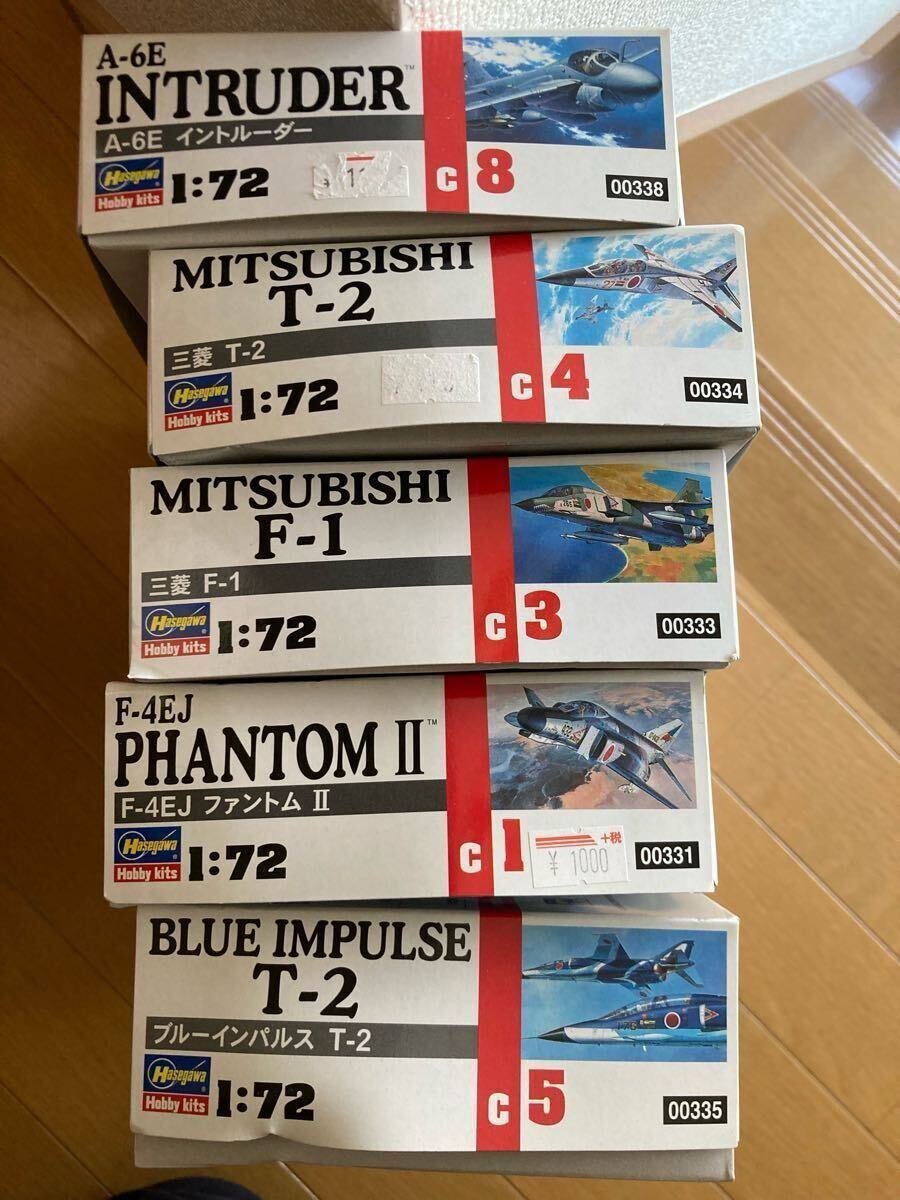 A-6E
INTRUDER™
A-6E イントルーダー
Hasegawa
Hobby kits
1:72
C 8
00338
MITSUBISHI
T-2
三菱 T-2
Hasegawa
Hobby kits
1:72
C 4
00334
MITSUBISHI
F-1
三菱 F-1
Hasegawa
Hobby kits
1:72
C 3
00333
F-4EJ
PHANTOM II™
F-4EJ ファントム II
Hasegawa
Hobby kits
1:72
C 1
+税
¥ 1000
00331
BLUE IMPULSE
T-2
ブルーインパルス T-2
Hasegawa
Hobby kits
1:72
C 5
176
00335